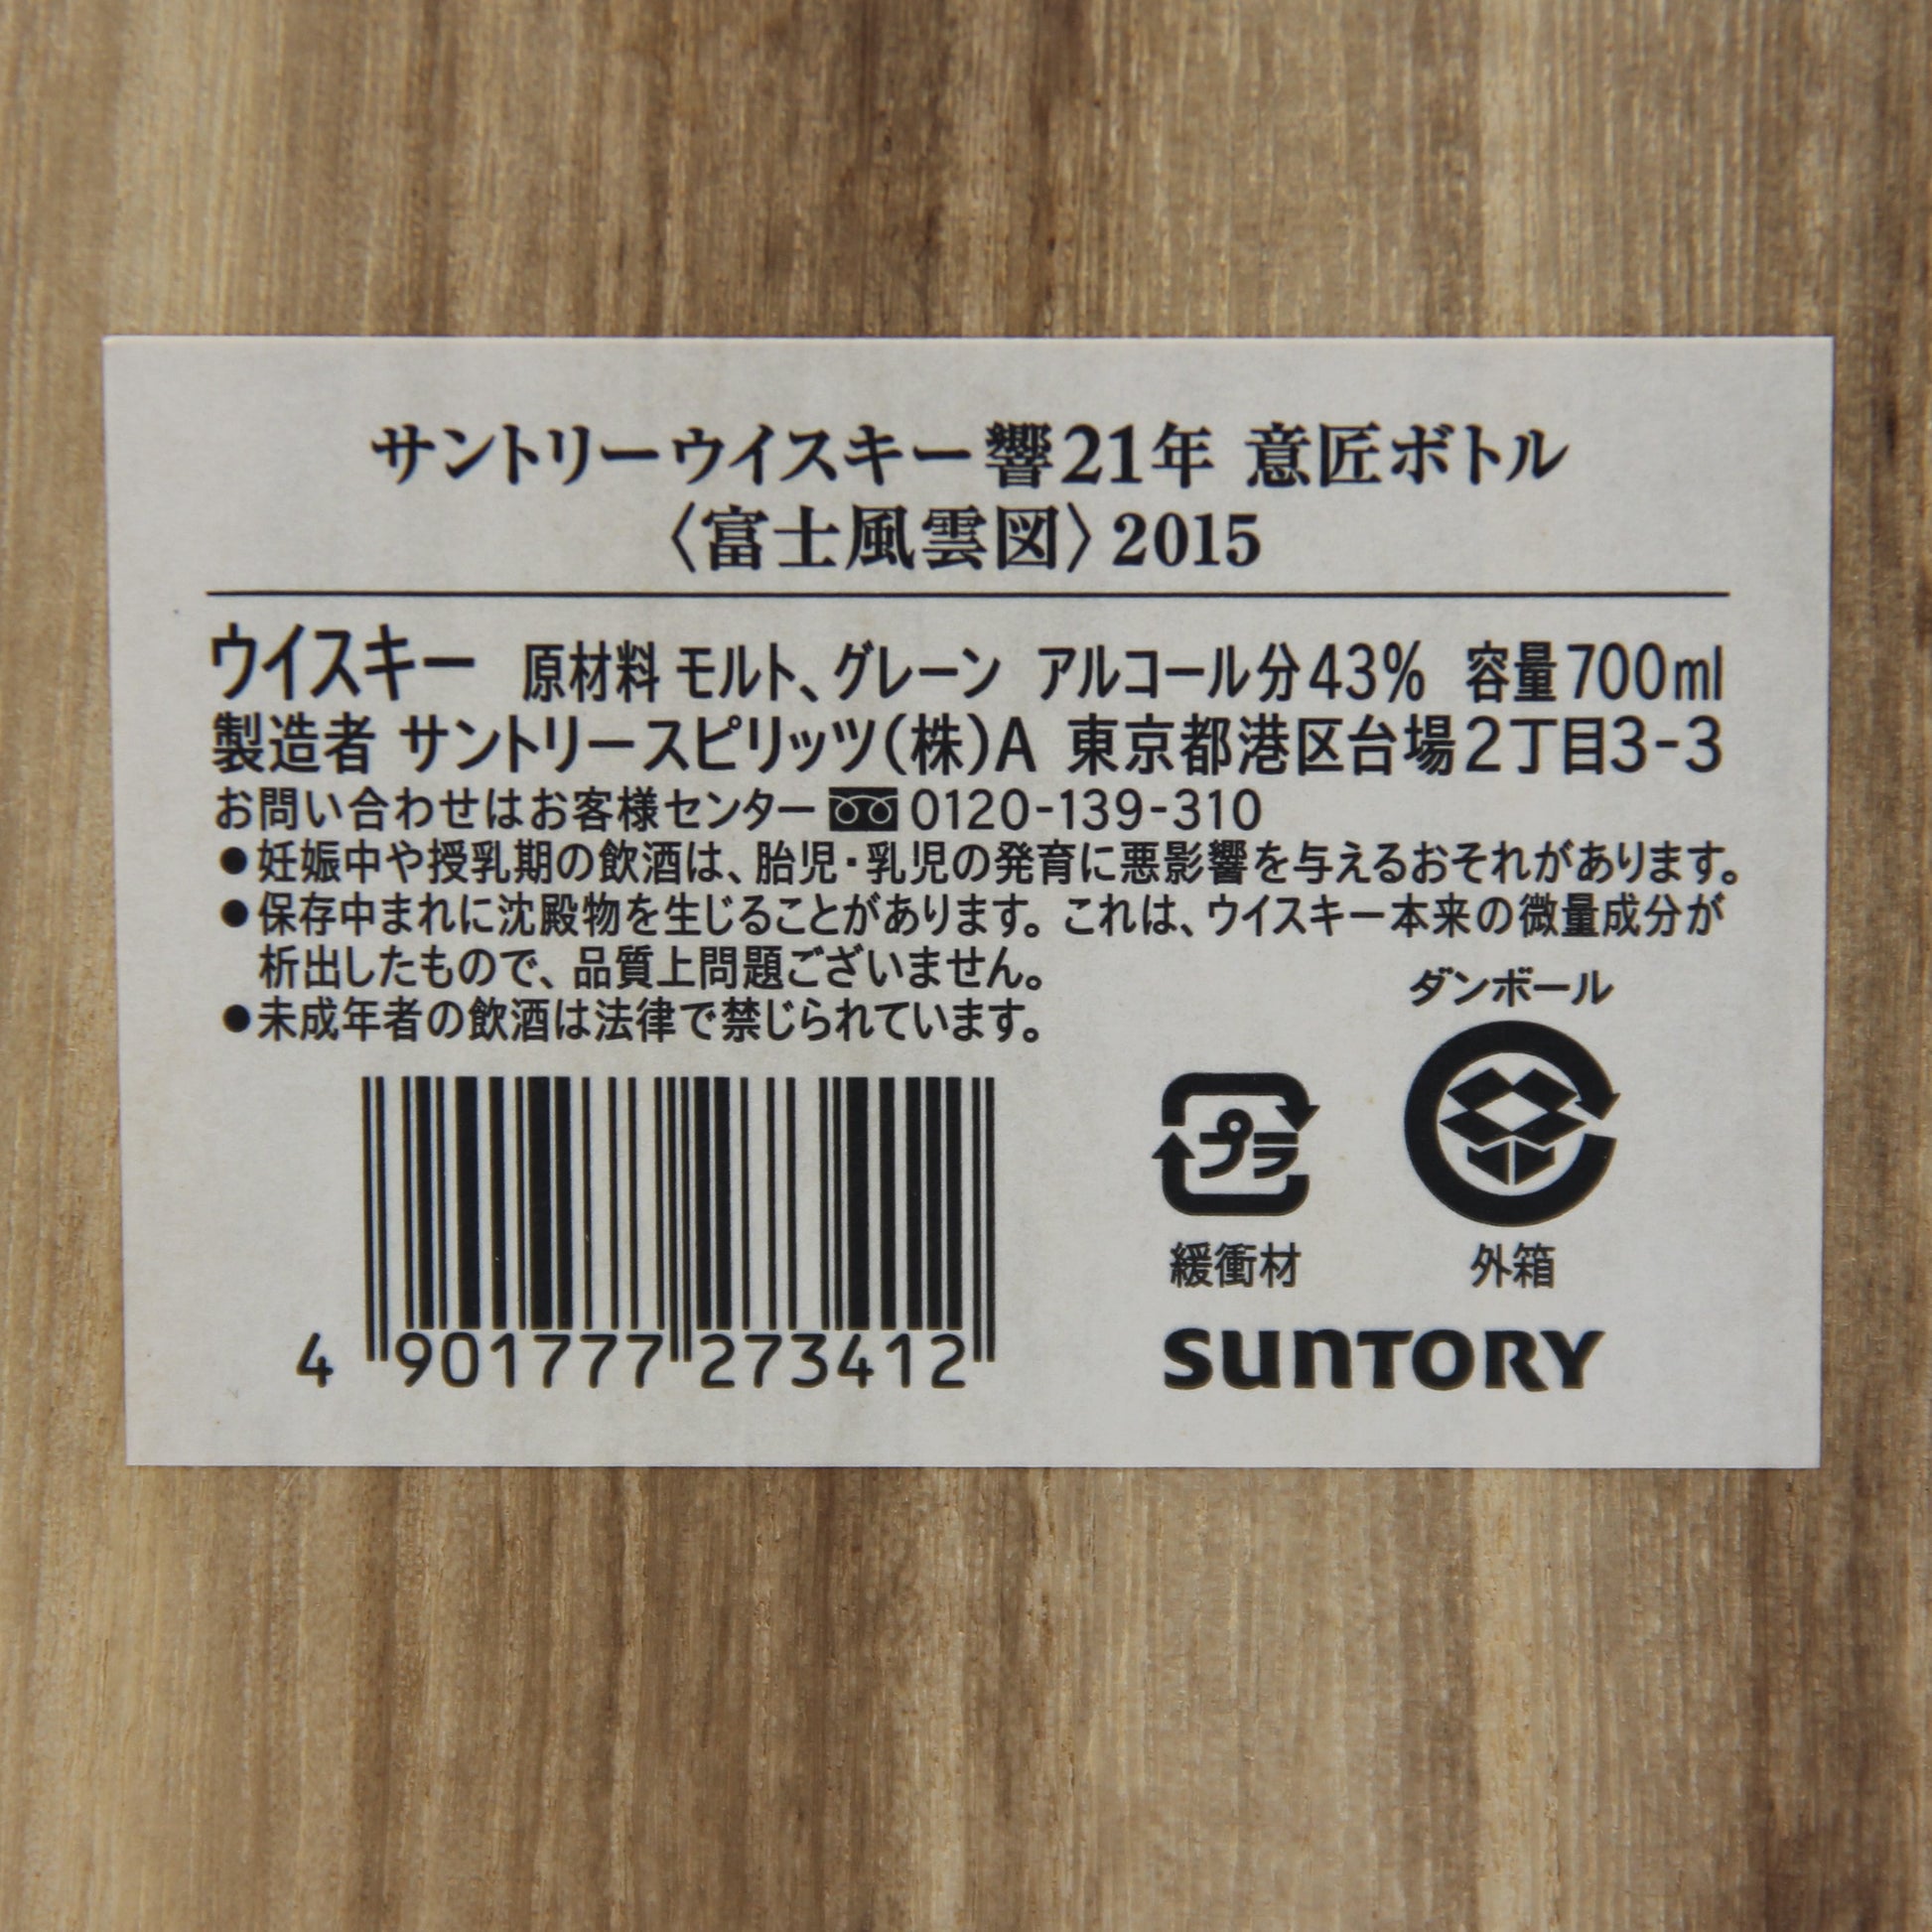 サントリーウイスキー響21年 意匠ボトル
〈富士風雲図〉2015
ウイスキー 原材料 モルト、グレーン アルコール分43% 容量700ml
製造者 サントリースピリッツ(株)A 東京都港区台場2丁目3-3
お問い合わせはお客様センター 0120-139-310
●妊娠中や授乳期の飲酒は、胎児・乳児の発育に悪影響を与えるおそれがあります。
●保存中まれに沈殿物を生じることがあります。これは、ウイスキー本来の微量成分が
析出したもので、品質上問題ございません。
●未成年者の飲酒は法律で禁じられています。
ダンボール
プラ
緩衝材
外箱
4 901777 273412
SUNTORY